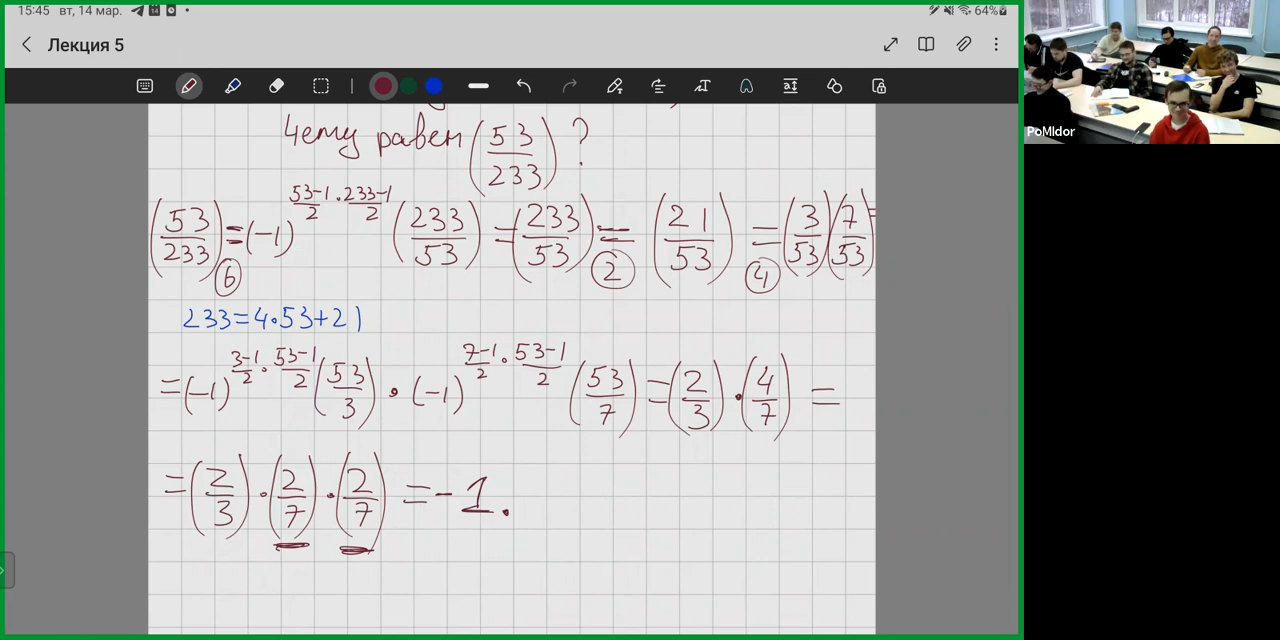 15:45 вт, 14 мар. 14 64%
Лекция 5
PoMIdor
Чему равен (53/233) ?
(53/233) = (-1)^(53-1/2 · 233-1/2) (233/53) = (233/53) = (21/53) = (3/53)(7/53) =
6 2 4
233=4·53+21
= (-1)^(3-1/2 · 53-1/2) (53/3) · (-1)^(7-1/2 · 53-1/2) (53/7) = (2/3) · (4/7) =
= (2/3) · (2/7) · (2/7) = -1.